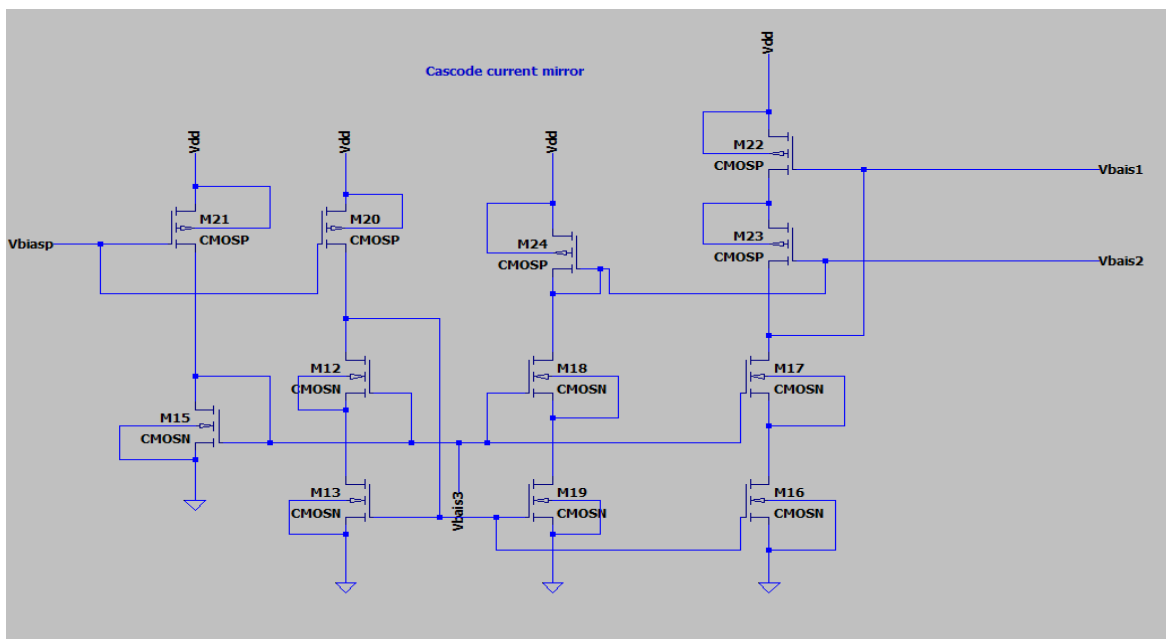 Cascode current mirror
Vdd
Vdd
Vdd
Vdd
M22
CMOSP
Vbais1
M21
CMOSP
M20
CMOSP
Vbiasp
M24
CMOSP
M23
CMOSP
Vbais2
M12
CMOSN
M18
CMOSN
M17
CMOSN
M15
CMOSN
M13
CMOSN
Vbais3
M19
CMOSN
M16
CMOSN